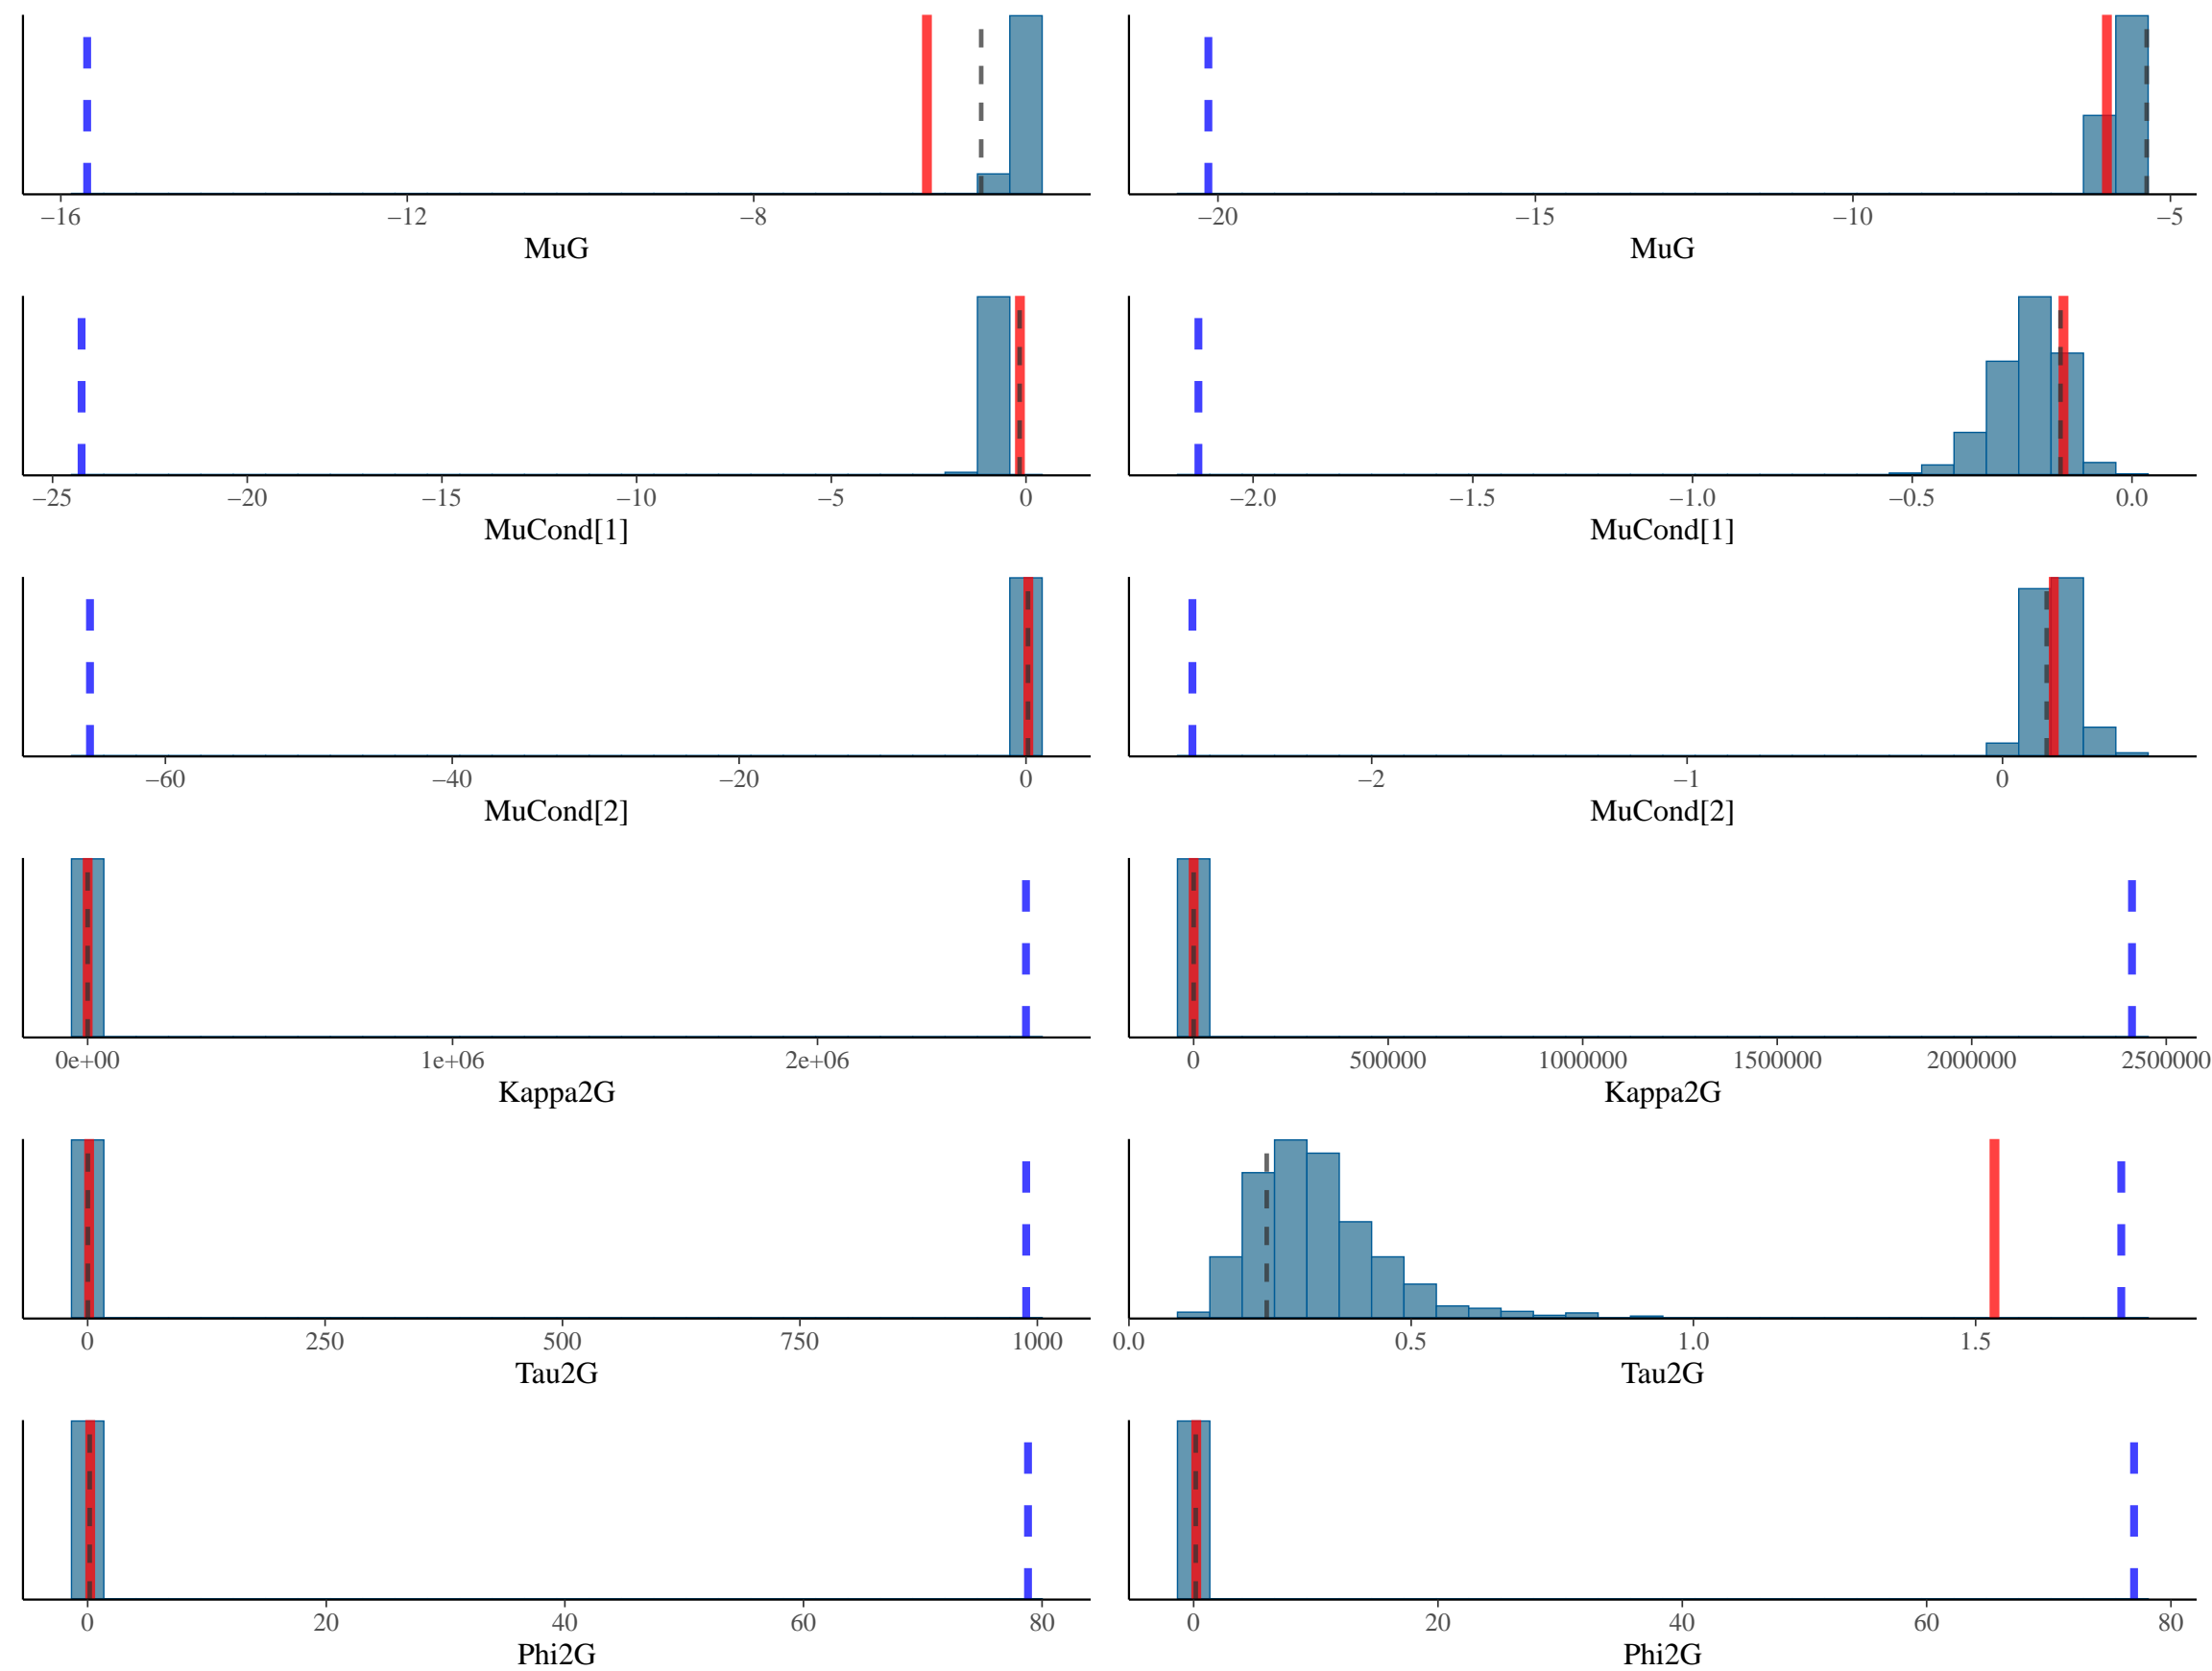 −16 −12 −8
MuG
−20 −15 −10 −5
MuG
−25 −20 −15 −10 −5 0
MuCond[1]
−2.0 −1.5 −1.0 −0.5 0.0
MuCond[1]
−60 −40 −20 0
MuCond[2]
−2 −1 0
MuCond[2]
0e+00 1e+06 2e+06
Kappa2G
0 500000 1000000 1500000 2000000 2500000
Kappa2G
0 250 500 750 1000
Tau2G
0.0 0.5 1.0 1.5
Tau2G
0 20 40 60 80
Phi2G
0 20 40 60 80
Phi2G